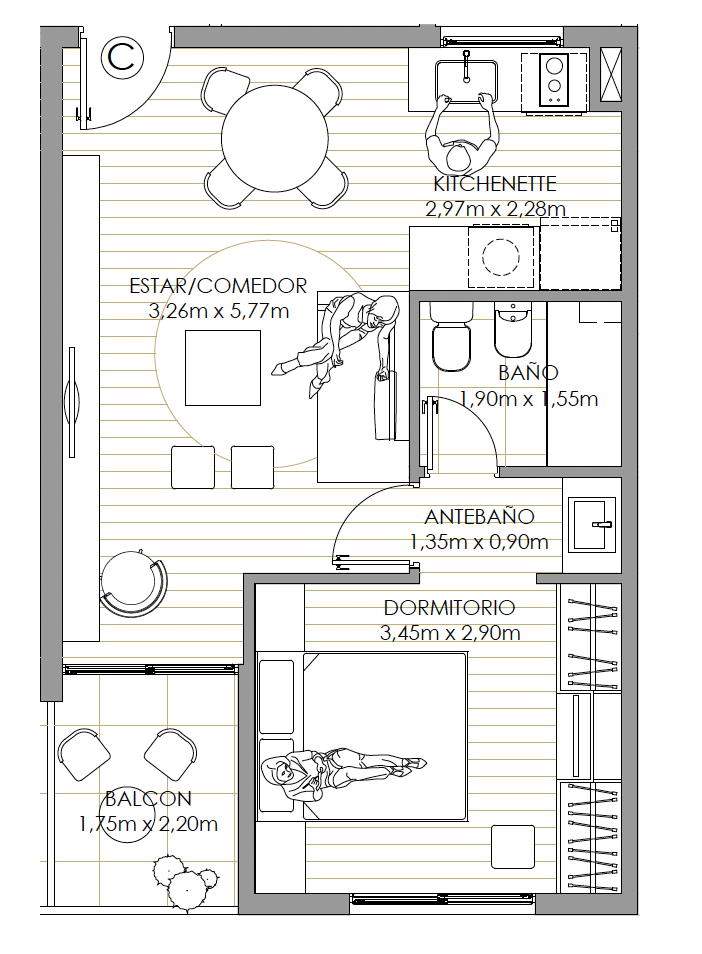 C
KITCHENETTE
2,97m x 2,28m
ESTAR/COMEDOR
3,26m x 5,77m
BAÑO
1,90m x 1,55m
ANTEBAÑO
1,35m x 0,90m
DORMITORIO
3,45m x 2,90m
BALCON
1,75m x 2,20m